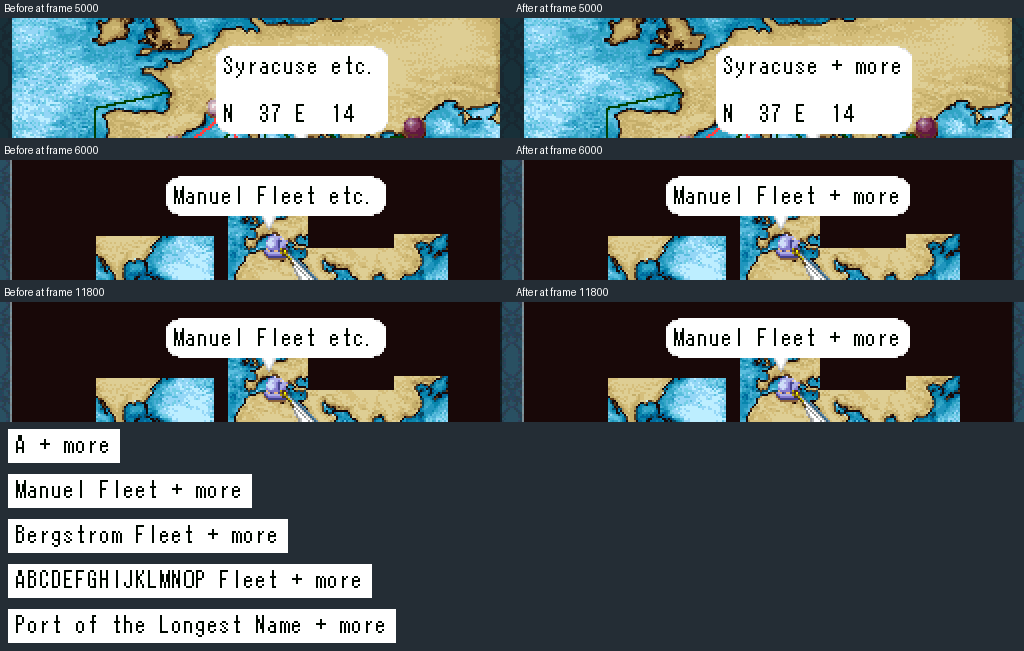 Before at frame 5000
After at frame 5000
Syracuse etc.
N 37 E 14
Syracuse + more
N 37 E 14
Before at frame 6000
After at frame 6000
Manuel Fleet etc.
Manuel Fleet + more
Before at frame 11800
After at frame 11800
Manuel Fleet etc.
Manuel Fleet + more
A + more
Manuel Fleet + more
Bergstrom Fleet + more
ABCDEFGHIJKLMNOP Fleet + more
Port of the Longest Name + more